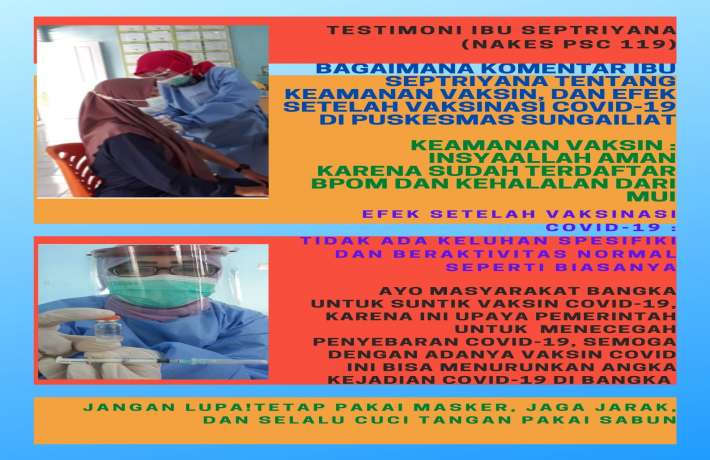 TESTIMONI IBU SEPTRIYANA
(NAKES PSC 119)
BAGAIMANA KOMENTAR IBU
SEPTRIYANA TENTANG
KEAMANAN VAKSIN, DAN EFEK
SETELAH VAKSINASI COVID-19
DI PUSKESMAS SUNGAILIAT
KEAMANAN VAKSIN :
INSYAALLAH AMAN
KARENA SUDAH TERDAFTAR
BPOM DAN KEHALALAN DARI
MUI
EFEK SETELAH VAKSINASI
COVID-19 :
TIDAK ADA KELUHAN SPESIFIKI
DAN BERAKTIVITAS NORMAL
SEPERTI BIASANYA
AYO MASYARAKAT BANGKA
UNTUK SUNTIK VAKSIN COVID-19,
KARENA INI UPAYA PEMERINTAH
UNTUK MENECEGAH
PENYEBARAN COVID-19, SEMOGA
DENGAN ADANYA VAKSIN COVID
INI BISA MENURUNKAN ANGKA
KEJADIAN COVID-19 DI BANGKA
JANGAN LUPA!TETAP PAKAI MASKER, JAGA JARAK,
DAN SELALU CUCI TANGAN PAKAI SABUN